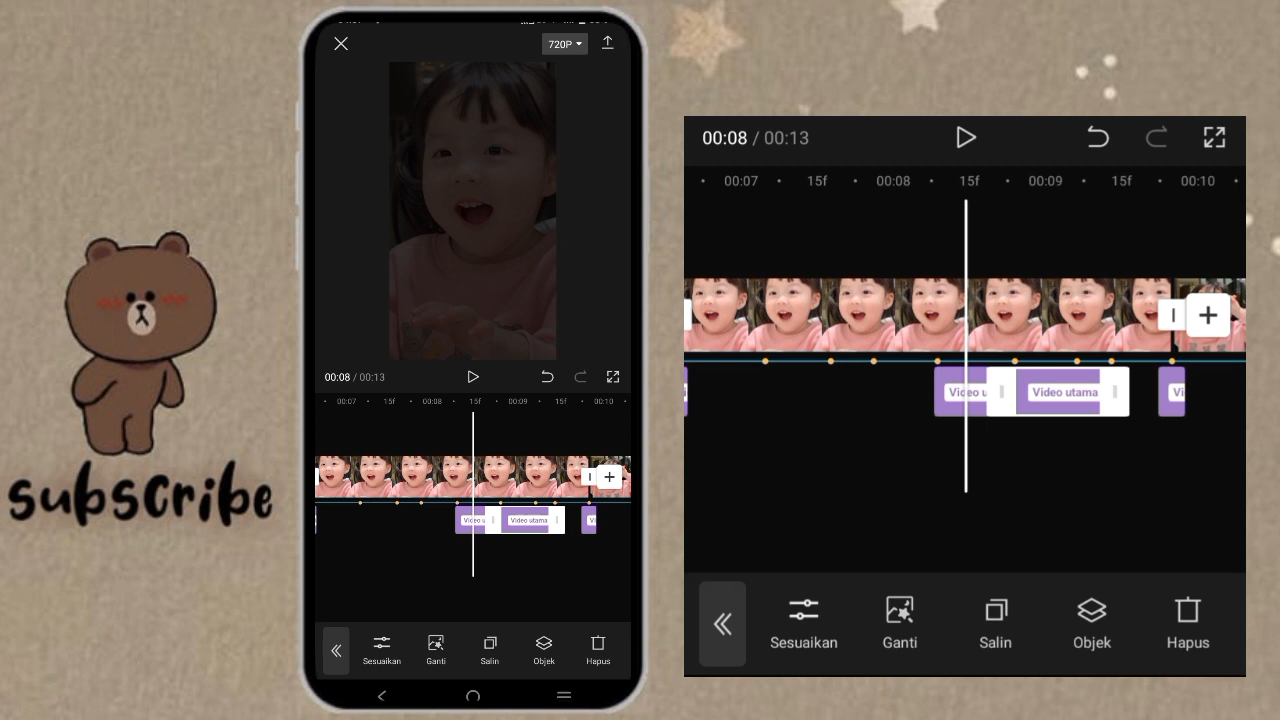 subscribe
720P
00:08 / 00:13
00:07 15f 00:08 15f 00:09 15f 00:10
Video u Video utama Vi
Sesuaikan Ganti Salin Objek Hapus
00:08 / 00:13
00:07 15f 00:08 15f 00:09 15f 00:10
Video u Video utama Vi
Sesuaikan Ganti Salin Objek Hapus